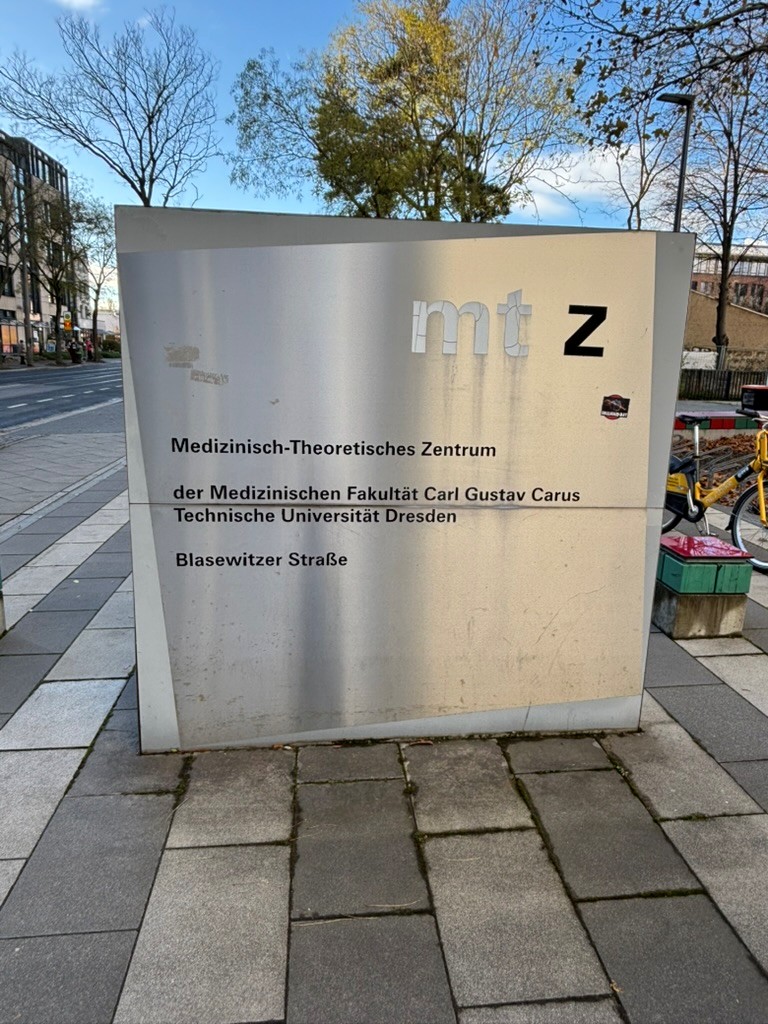 mt z
Medizinisch-Theoretisches Zentrum
der Medizinischen Fakultät Carl Gustav Carus
Technische Universität Dresden
Blasewitzer Straße